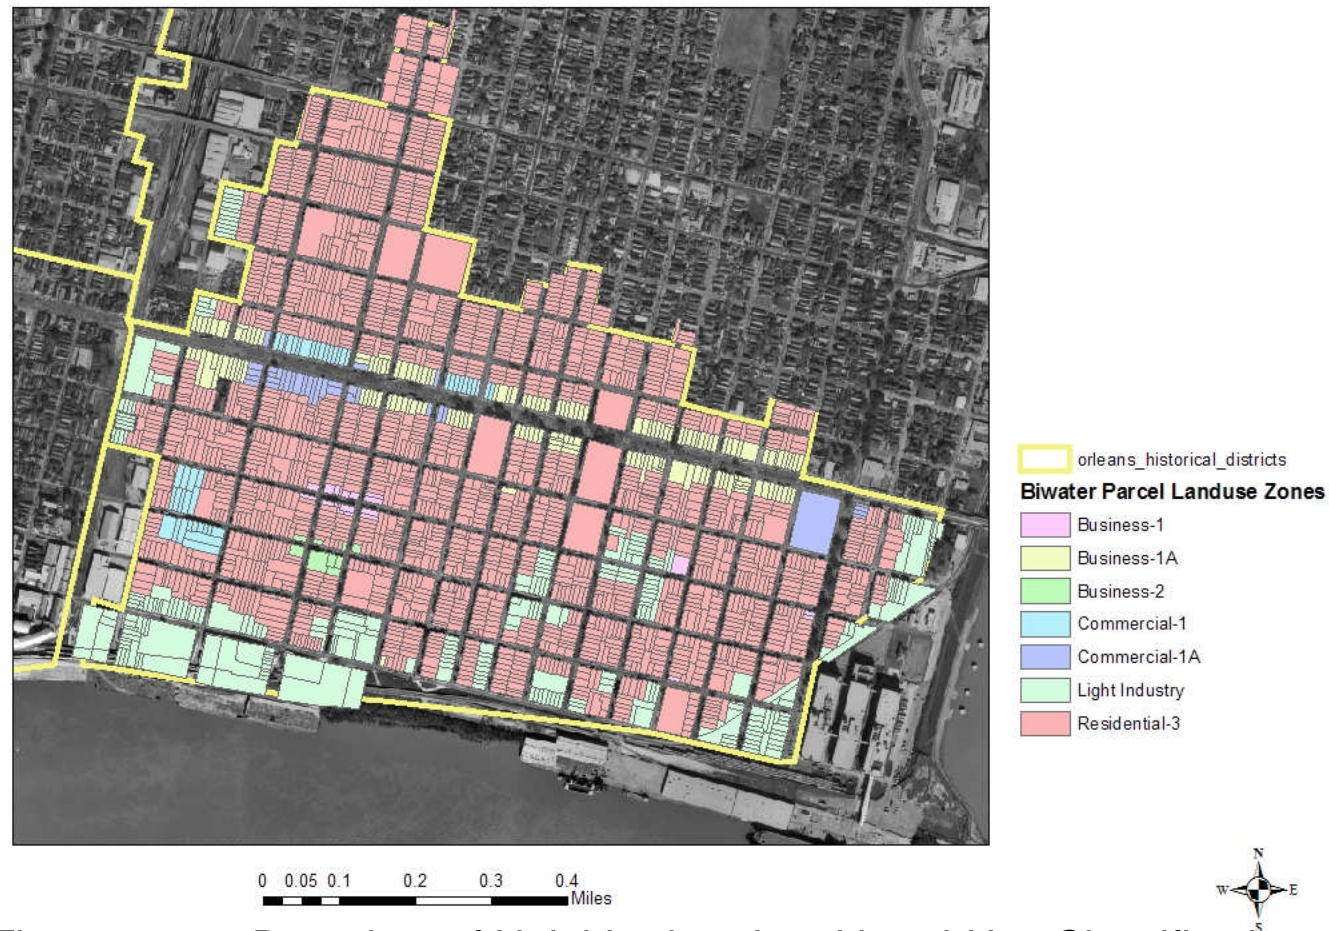 orleans_historical_districts
Biwater Parcel Landuse Zones
Business-1
Business-1A
Business-2
Commercial-1
Commercial-1A
Light Industry
Residential-3
0 0.05 0.1 0.2 0.3 0.4
Miles
N
W E
S